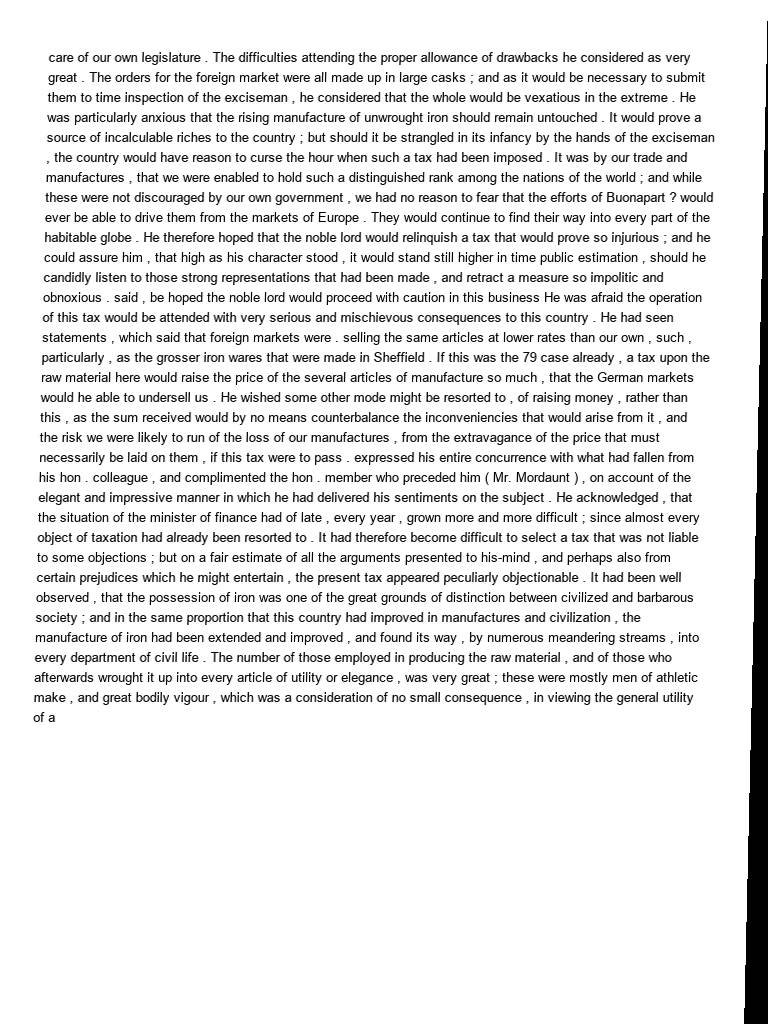 care of our own legislature . The difficulties attending the proper allowance of drawbacks he considered as very
great . The orders for the foreign market were all made up in large casks ; and as it would be necessary to submit
them to time inspection of the exciseman , he considered that the whole would be vexatious in the extreme . He
was particularly anxious that the rising manufacture of unwrought iron should remain untouched . It would prove a
source of incalculable riches to the country ; but should it be strangled in its infancy by the hands of the exciseman
, the country would have reason to curse the hour when such a tax had been imposed . It was by our trade and
manufactures , that we were enabled to hold such a distinguished rank among the nations of the world ; and while
these were not discouraged by our own government , we had no reason to fear that the efforts of Buonapart ? would
ever be able to drive them from the markets of Europe . They would continue to find their way into every part of the
habitable globe . He therefore hoped that the noble lord would relinquish a tax that would prove so injurious ; and he
could assure him , that high as his character stood , it would stand still higher in time public estimation , should he
candidly listen to those strong representations that had been made , and retract a measure so impolitic and
obnoxious . said , be hoped the noble lord would proceed with caution in this business He was afraid the operation
of this tax would be attended with very serious and mischievous consequences to this country . He had seen
statements , which said that foreign markets were . selling the same articles at lower rates than our own , such ,
particularly , as the grosser iron wares that were made in Sheffield . If this was the 79 case already , a tax upon the
raw material here would raise the price of the several articles of manufacture so much , that the German markets
would he able to undersell us . He wished some other mode might be resorted to , of raising money , rather than
this , as the sum received would by no means counterbalance the inconveniencies that would arise from it , and
the risk we were likely to run of the loss of our manufactures , from the extravagance of the price that must
necessarily be laid on them , if this tax were to pass . expressed his entire concurrence with what had fallen from
his hon . colleague , and complimented the hon . member who preceded him ( Mr. Mordaunt ) , on account of the
elegant and impressive manner in which he had delivered his sentiments on the subject . He acknowledged , that
the situation of the minister of finance had of late , every year , grown more and more difficult ; since almost every
object of taxation had already been resorted to . It had therefore become difficult to select a tax that was not liable
to some objections ; but on a fair estimate of all the arguments presented to his-mind , and perhaps also from
certain prejudices which he might entertain , the present tax appeared peculiarly objectionable . It had been well
observed , that the possession of iron was one of the great grounds of distinction between civilized and barbarous
society ; and in the same proportion that this country had improved in manufactures and civilization , the
manufacture of iron had been extended and improved , and found its way , by numerous meandering streams , into
every department of civil life . The number of those employed in producing the raw material , and of those who
afterwards wrought it up into every article of utility or elegance , was very great ; these were mostly men of athletic
make , and great bodily vigour , which was a consideration of no small consequence , in viewing the general utility
of a